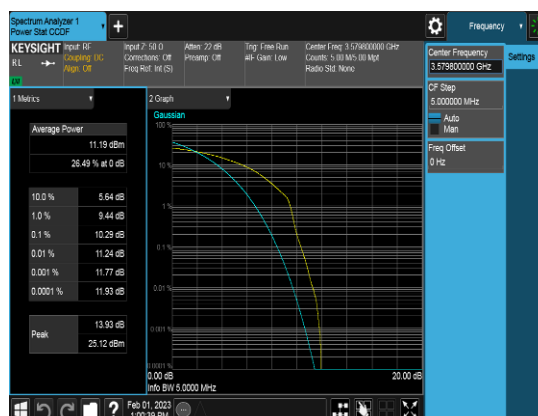 Spectrum Analyzer 1
Power Stat CCDF
+
Frequency
KEYSIGHT
RL
Input: RF
Coupling: DC
Align: Off
Input Z: 50 Ω
Corrections: Off
Freq Ref: Int (S)
Atten: 22 dB
Preamp: Off
Trig: Free Run
#IF Gain: Low
Center Freq: 3.579800000 GHz
Counts: 5.00 M/5.00 Mpt
Radio Std: None
1 Metrics
Average Power
11.19 dBm
26.49 % at 0 dB
10.0 % 5.64 dB
1.0 % 9.44 dB
0.1 % 10.29 dB
0.01 % 11.24 dB
0.001 % 11.77 dB
0.0001 % 11.93 dB
Peak
13.93 dB
25.12 dBm
2 Graph
Gaussian
100 %
10 %
1 %
0.1 %
0.01 %
0.001 %
0.0001 %
0.00 dB
20.00 dB
Info BW 5.0000 MHz
Center Frequency
3.579800000 GHz
Settings
CF Step
5.000000 MHz
Auto
Man
Freq Offset
0 Hz
?
Feb 01, 2023